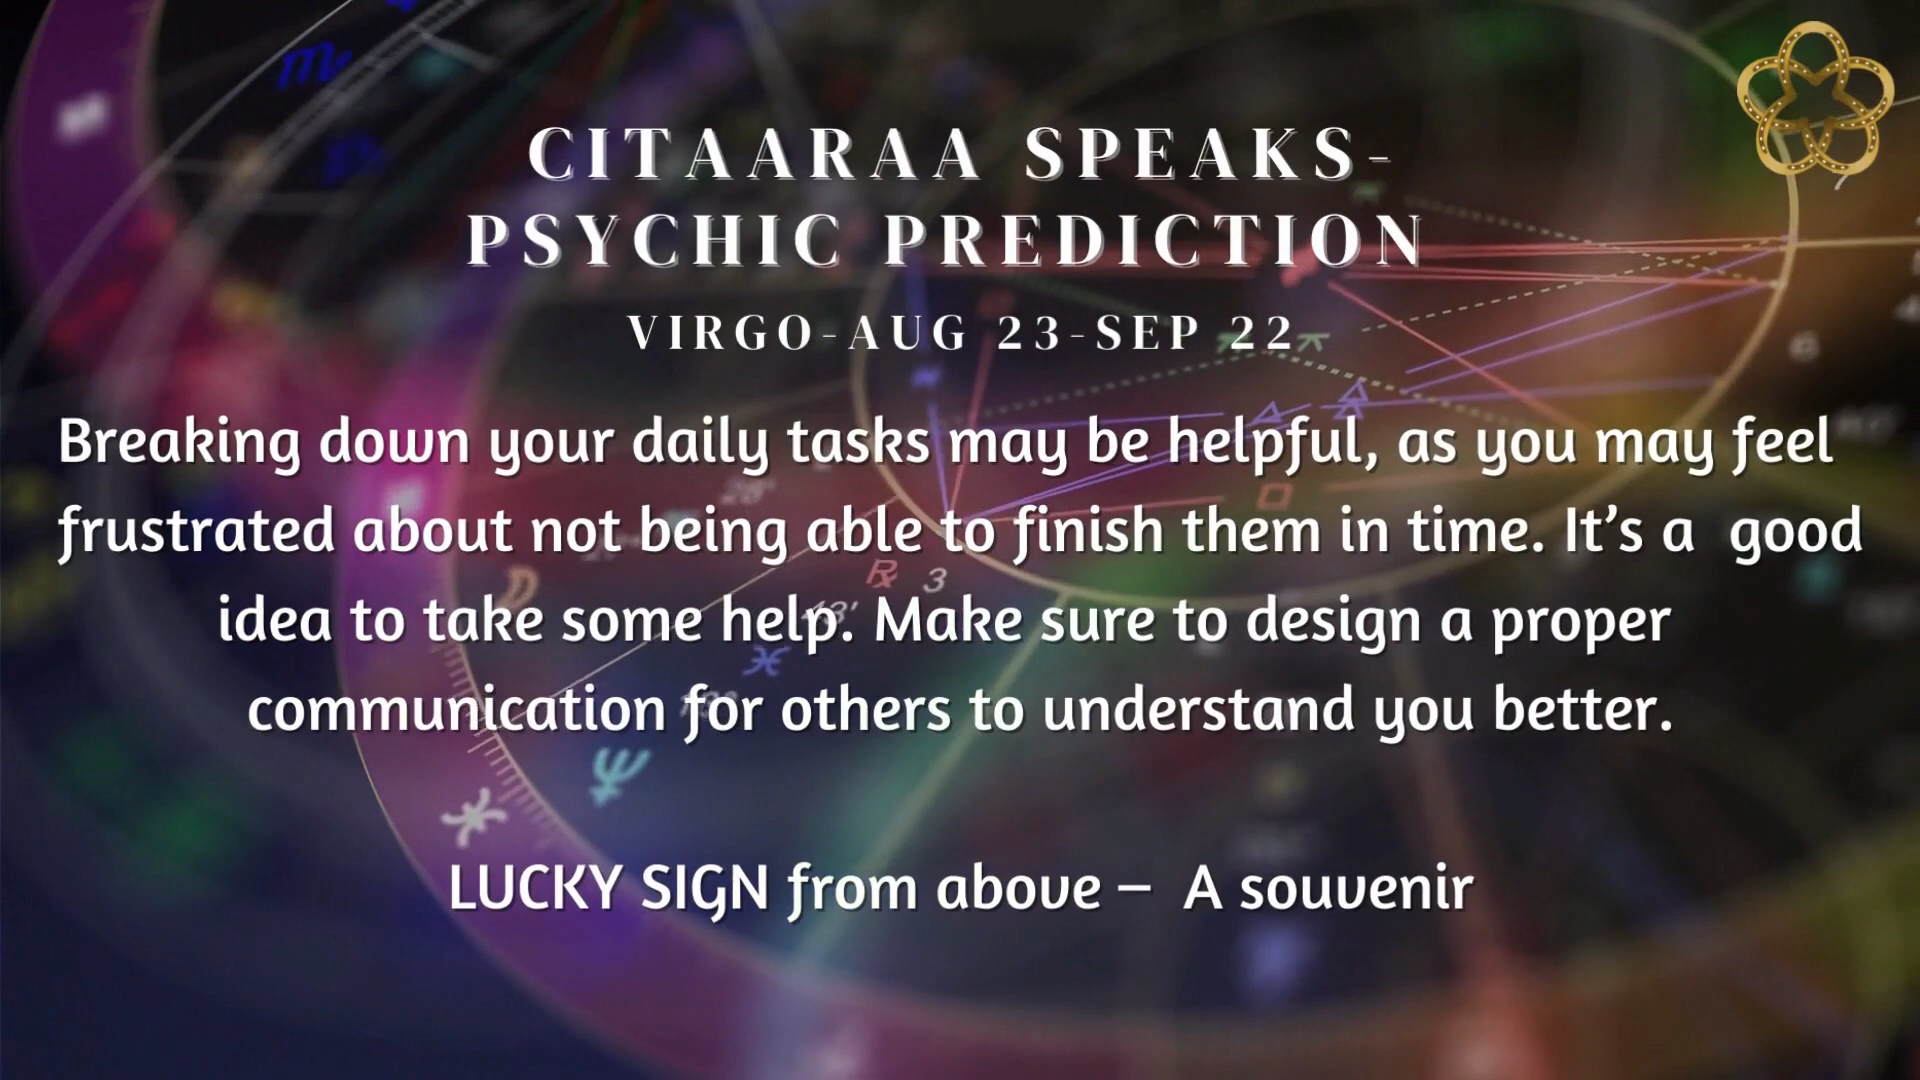 CITAARAA SPEAKS-
PSYCHIC PREDICTION
VIRGO-AUG 23-SEP 22
Breaking down your daily tasks may be helpful, as you may feel
frustrated about not being able to finish them in time. It’s a  good
idea to take some help. Make sure to design a proper
communication for others to understand you better.
LUCKY SIGN from above –  A souvenir